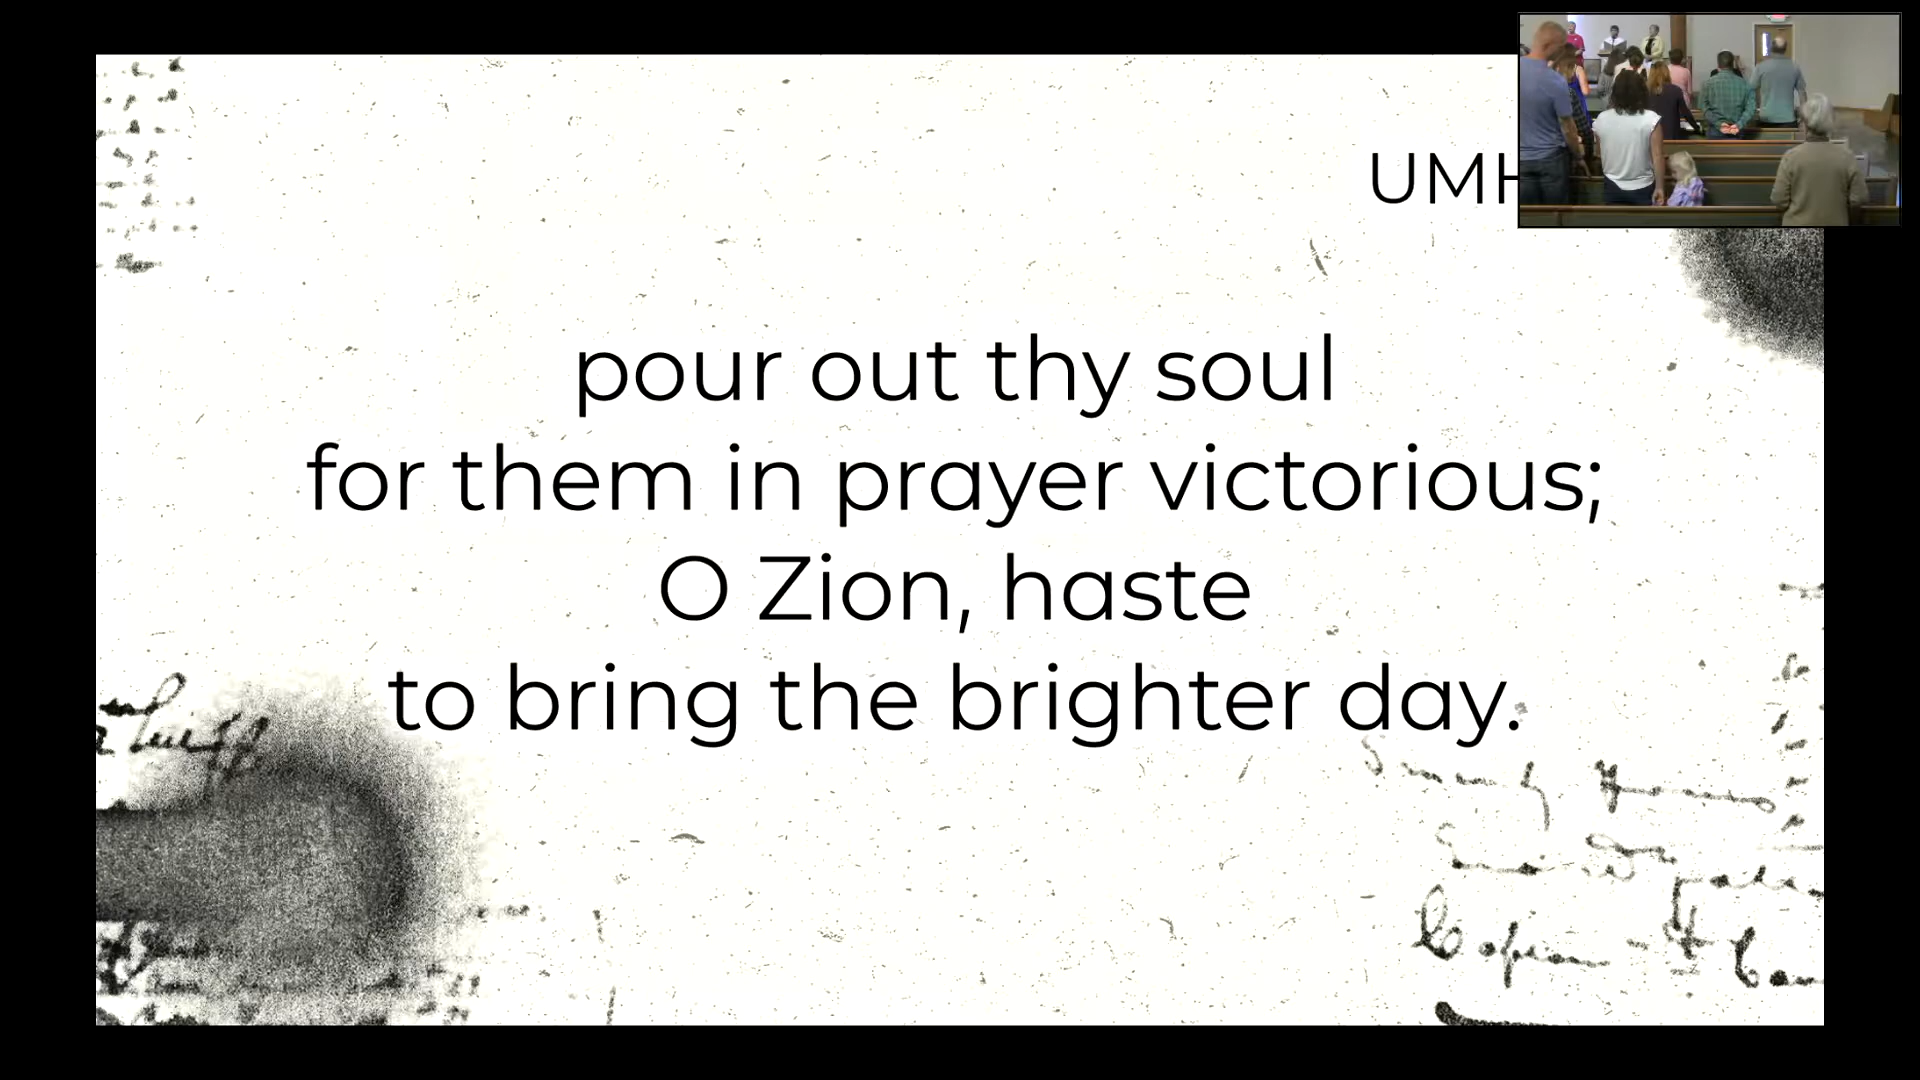 UMH
pour out thy soul
for them in prayer victorious;
O Zion, haste
to bring the brighter day.